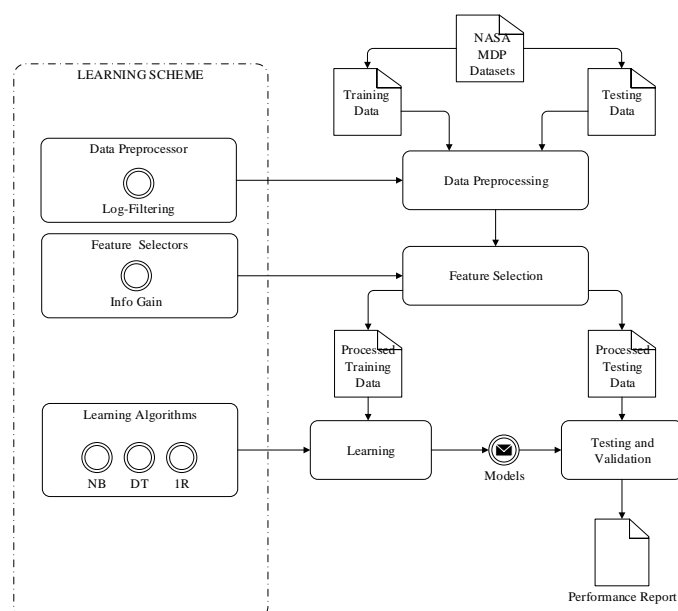 NASA
MDP
Datasets
LEARNING SCHEME
Training
Data
Testing
Data
Data Preprocessor
Log-Filtering
Data Preprocessing
Feature Selectors
Info Gain
Feature Selection
Processed
Training
Data
Processed
Testing
Data
Learning Algorithms
NB DT 1R
Learning
Models
Testing and
Validation
Performance Report